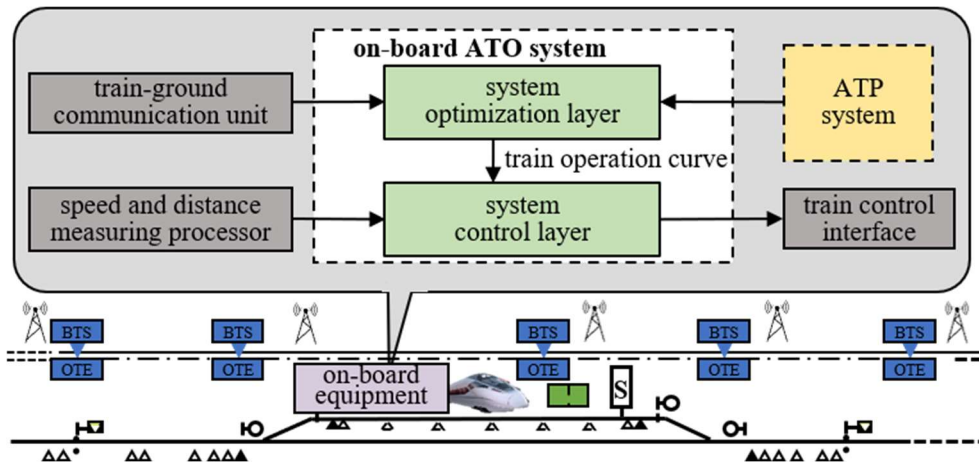 on-board ATO system
train-ground
communication unit
system
optimization layer
ATP
system
train operation curve
speed and distance
measuring processor
system
control layer
train control
interface
BTS
BTS
BTS
BTS
BTS
OTE
OTE
OTE
OTE
OTE
on-board
equipment
S